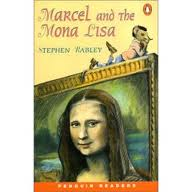 Marcel and the
Mona Lisa
STEPHEN RABLEY
PENGUIN READERS